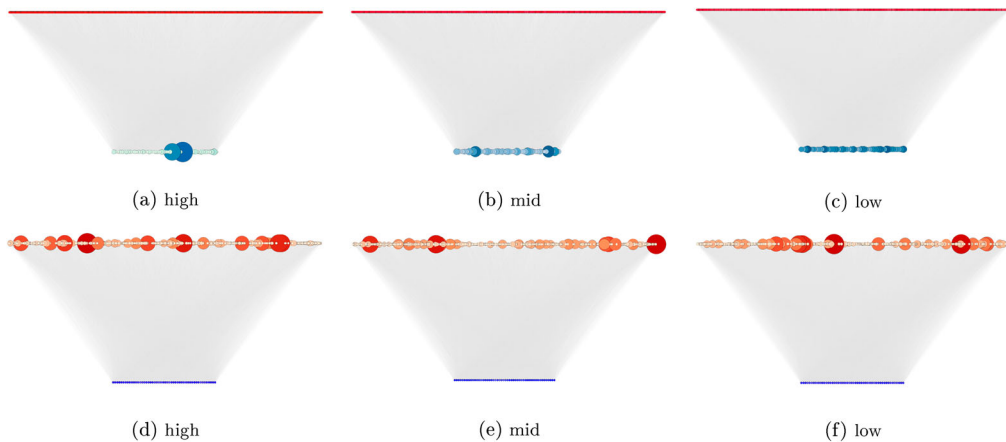 (a) high
(b) mid
(c) low
(d) high
(e) mid
(f) low